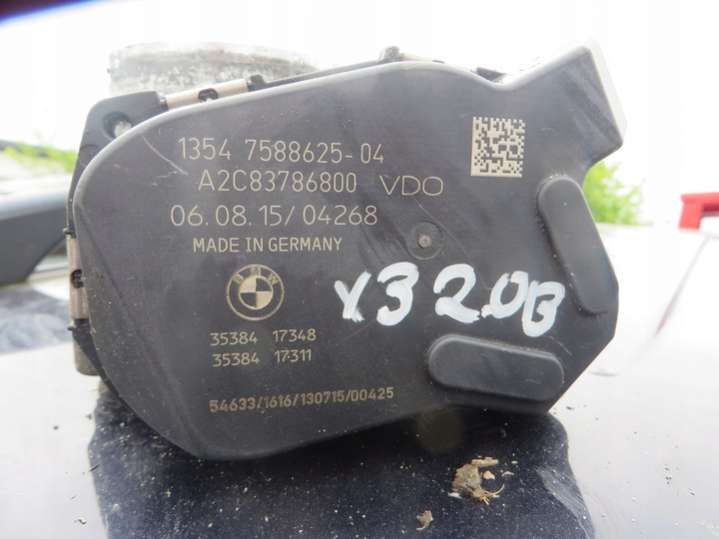 1354 7588625-04
A2C83786800 VDO
06.08.15/04268
MADE IN GERMANY
BMW
X3 2.0B
35384 17348
35384 17311
54633/1616/130715/00425